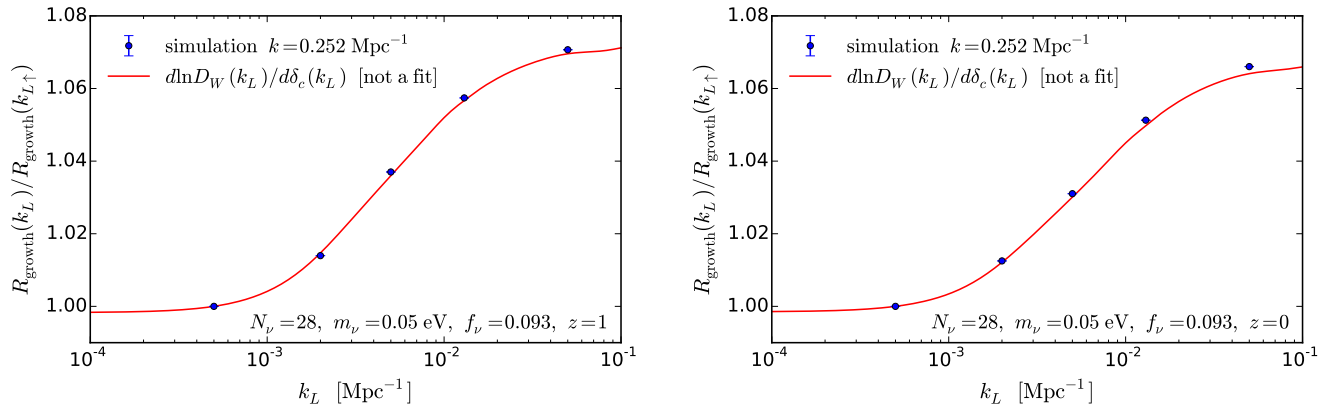 1.08
1.06
1.04
1.02
1.00
R_growth(k_L)/R_growth(k_L↑)
simulation k=0.252 Mpc⁻¹
dlnD_W(k_L)/dδ_c(k_L) [not a fit]
N_ν=28, m_ν=0.05 eV, f_ν=0.093, z=1
10⁻⁴ 10⁻³ 10⁻² 10⁻¹
k_L [Mpc⁻¹]
1.08
1.06
1.04
1.02
1.00
R_growth(k_L)/R_growth(k_L↑)
simulation k=0.252 Mpc⁻¹
dlnD_W(k_L)/dδ_c(k_L) [not a fit]
N_ν=28, m_ν=0.05 eV, f_ν=0.093, z=0
10⁻⁴ 10⁻³ 10⁻² 10⁻¹
k_L [Mpc⁻¹]